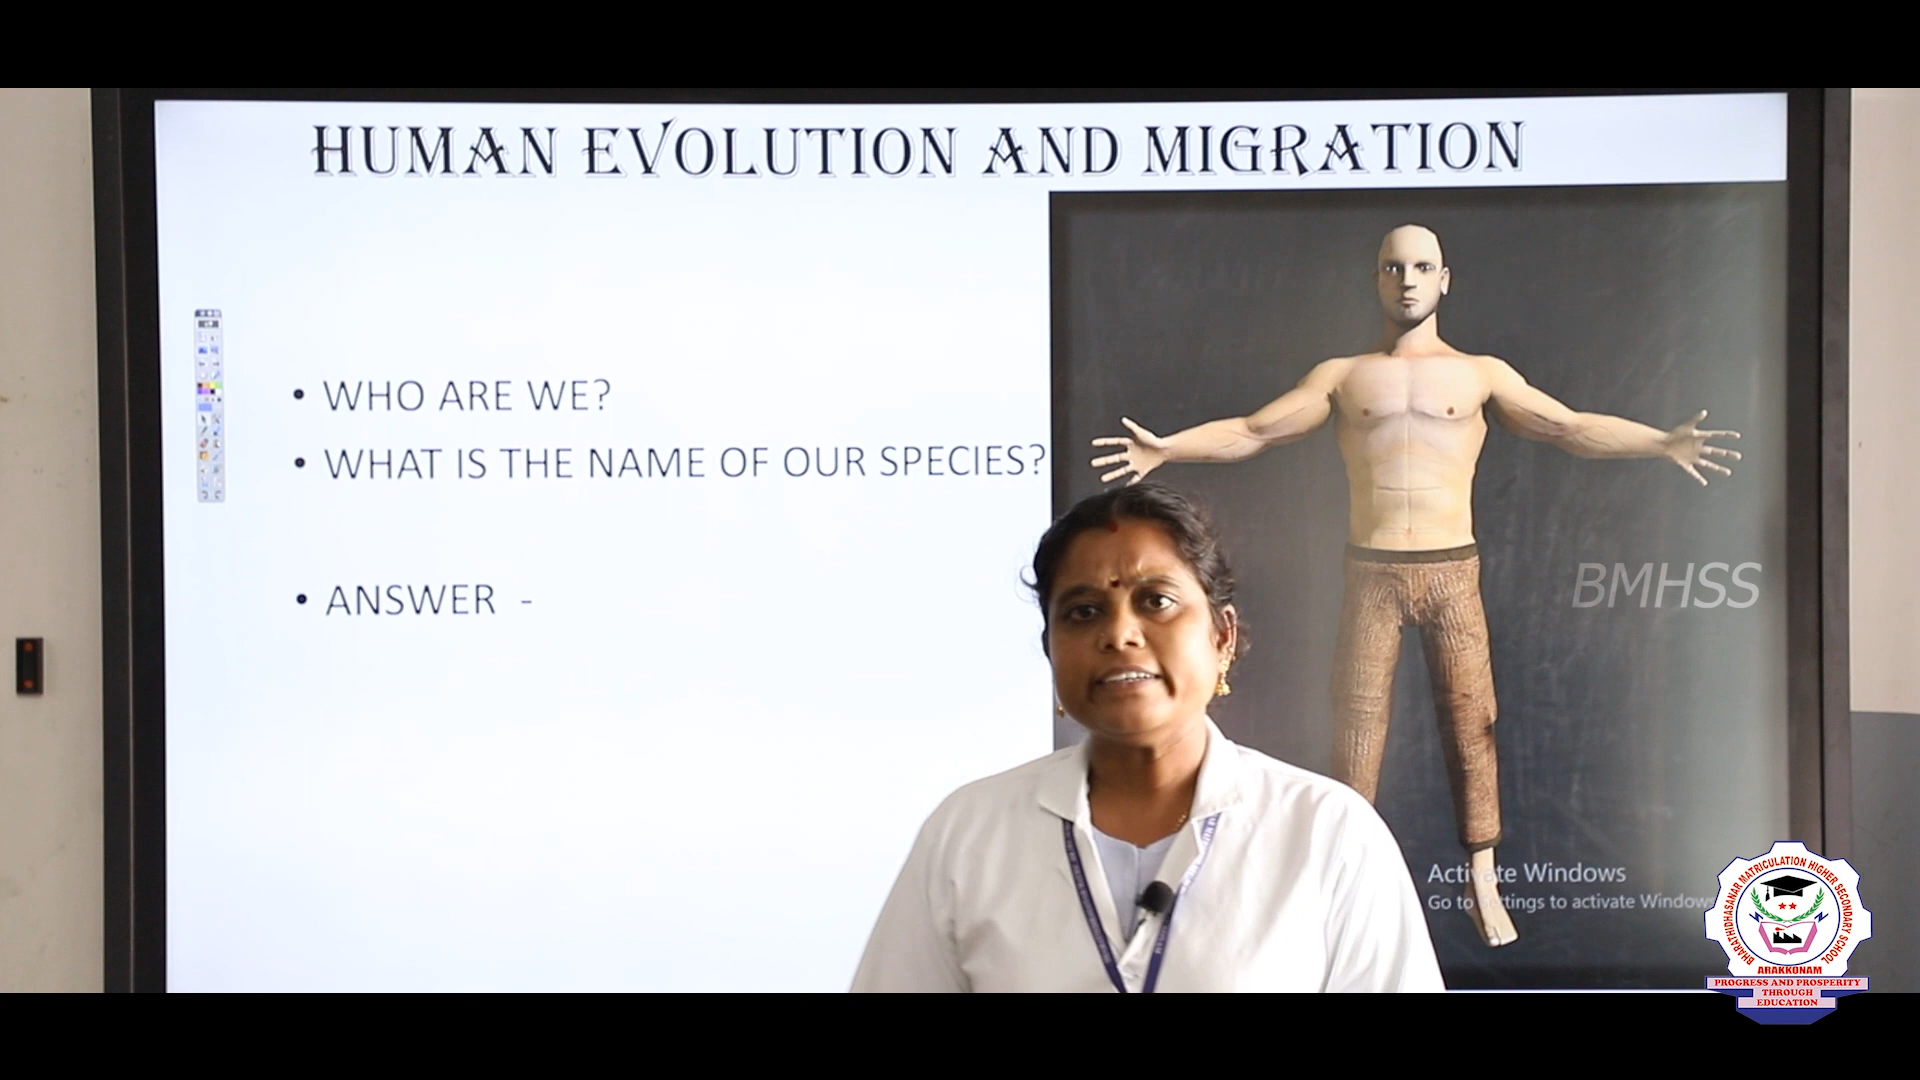 HUMAN EVOLUTION AND MIGRATION
• WHO ARE WE?
• WHAT IS THE NAME OF OUR SPECIES?
• ANSWER -
BMHSS
Activate Windows
Go to Settings to activate Windows
BHARATHIDHASANAR MATRICULATION HIGHER SECONDARY SCHOOL
ARAKKONAM
PROGRESS AND PROSPERITY
THROUGH
EDUCATION